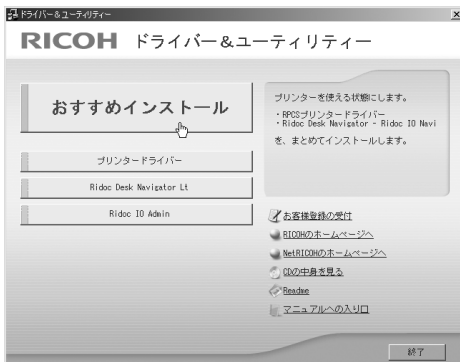 ドライバー＆ユーティリティー
RICOH ドライバー＆ユーティリティー
おすすめインストール
プリンタードライバー
Ridoc Desk Navigator Lt
Ridoc IO Admin
プリンターを使える状態にします。
・RPCSプリンタードライバー
・Ridoc Desk Navigator - Ridoc IO Navi
を、まとめてインストールします。
お客様登録の受付
RICOHのホームページへ
NetRICOHのホームページへ
CDの中身を見る
Readme
マニュアルへの入り口
終了